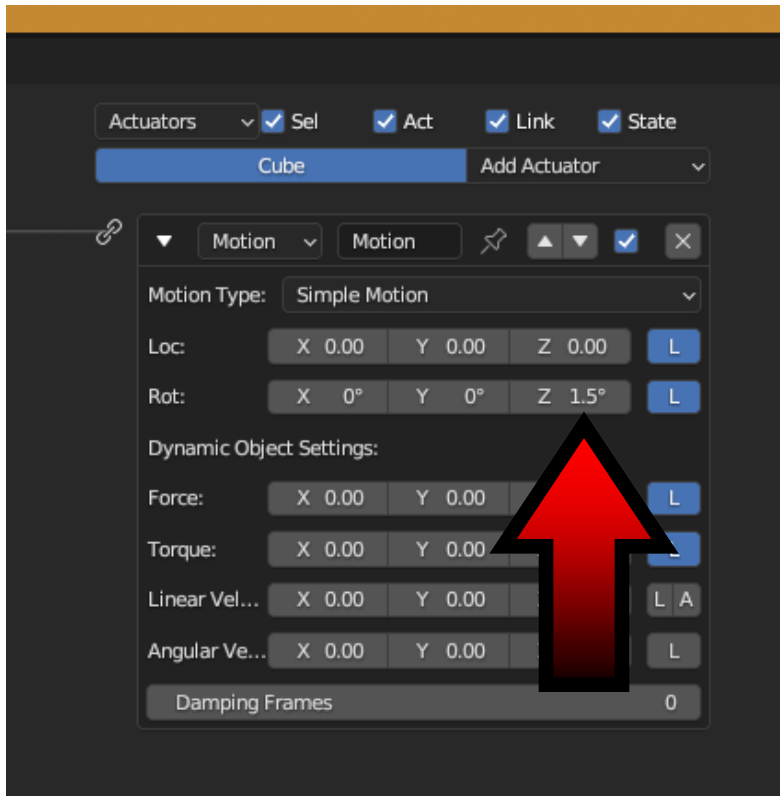 Actuators Sel Act Link State
Cube Add Actuator
Motion Motion
Motion Type: Simple Motion
Loc: X 0.00 Y 0.00 Z 0.00 L
Rot: X 0° Y 0° Z 1.5° L
Dynamic Object Settings:
Force: X 0.00 Y 0.00 L
Torque: X 0.00 Y 0.00
Linear Vel... X 0.00 Y 0.00 L A
Angular Ve... X 0.00 Y 0.00 L
Damping Frames 0